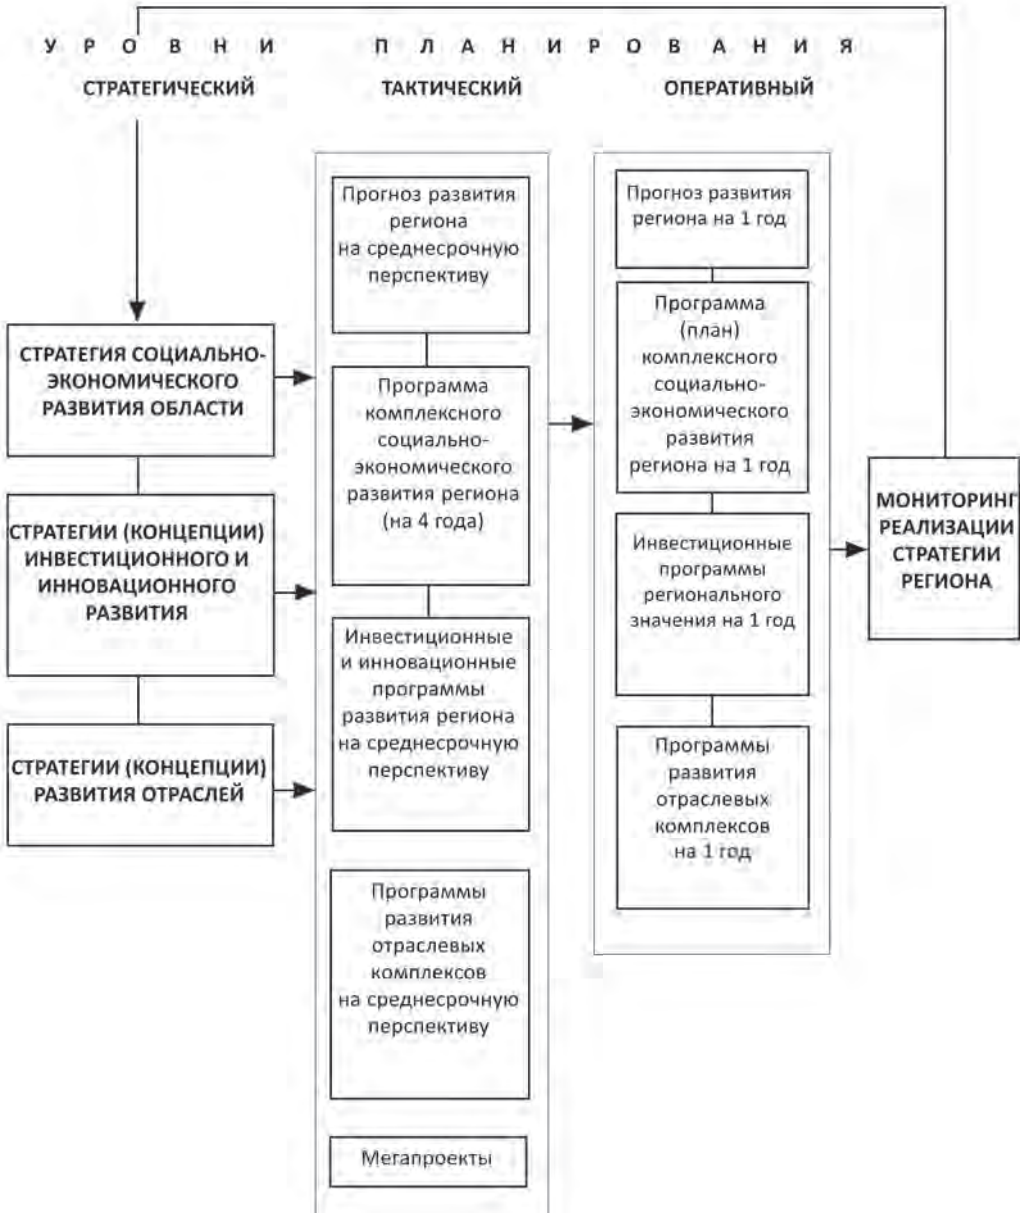 УРОВНИ ПЛАНИРОВАНИЯ
СТРАТЕГИЧЕСКИЙ
ТАКТИЧЕСКИЙ
ОПЕРАТИВНЫЙ
СТРАТЕГИЯ СОЦИАЛЬНО-
ЭКОНОМИЧЕСКОГО
РАЗВИТИЯ ОБЛАСТИ
СТРАТЕГИИ (КОНЦЕПЦИИ)
ИНВЕСТИЦИОННОГО И
ИННОВАЦИОННОГО
РАЗВИТИЯ
СТРАТЕГИИ (КОНЦЕПЦИИ)
РАЗВИТИЯ ОТРАСЛЕЙ
Прогноз развития
региона
на среднесрочную
перспективу
Программа
комплексного
социально-
экономического
развития региона
(на 4 года)
Инвестиционные
и инновационные
программы
развития региона
на среднесрочную
перспективу
Программы
развития
отраслевых
комплексов
на среднесрочную
перспективу
Мегапроекты
Прогноз развития
региона на 1 год
Программа
(план)
комплексного
социально-
экономического
развития
региона на 1 год
Инвестиционные
программы
регионального
значения на 1 год
Программы
развития
отраслевых
комплексов
на 1 год
МОНИТОРИНГ
РЕАЛИЗАЦИИ
СТРАТЕГИИ
РЕГИОНА